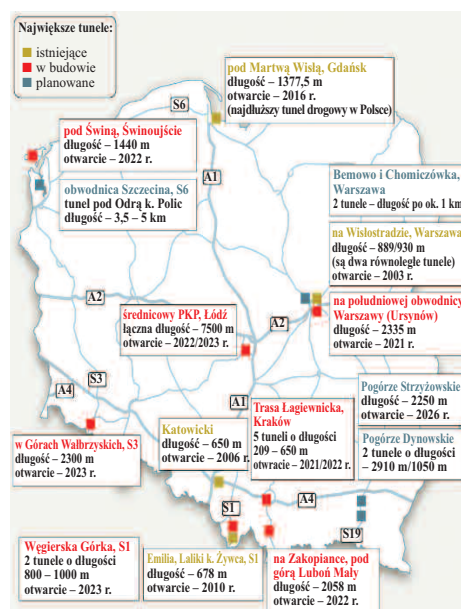 Największe tunele:
istniejące
w budowie
planowane
pod Martwą Wisłą, Gdańsk
długość – 1377,5 m
otwarcie – 2016 r.
(najdłuższy tunel drogowy w Polsce)
S6
pod Świną, Świnoujście
długość – 1440 m
otwarcie – 2022 r.
A1
obwodnica Szczecina, S6
tunel pod Odrą k. Polic
długość – 3,5 – 5 km
Bemowo i Chomiczówka,
Warszawa
2 tunele – długość po ok. 1 km
na Wisłostradzie, Warszawa
długość – 889/930 m
(są dwa równoległe tunele)
otwarcie – 2003 r.
A2
średnicowy PKP, Łódź
łączna długość – 7500 m
otwarcie – 2022/2023 r.
A2
na południowej obwodnicy
Warszawy (Ursynów)
długość – 2335 m
otwarcie – 2021 r.
S3
A4
A1
Pogórze Strzyżowskie
długość – 2250 m
otwarcie – 2026 r.
Trasa Łagiewnicka,
Kraków
5 tuneli o długości
209 – 650 m
otwracie – 2021/2022 r.
Katowicki
długość – 650 m
otwarcie – 2006 r.
Pogórze Dynowskie
2 tunele o długości
– 2910 m/1050 m
w Górach Wałbrzyskich, S3
długość – 2300 m
otwarcie – 2023 r.
A4
S1
S19
Węgierska Górka, S1
2 tunele o długości
800 – 1000 m
otwarcie – 2023 r.
Emilia, Laliki k. Żywca, S1
długość – 678 m
otwarcie – 2010 r.
na Zakopiance, pod
górą Luboń Mały
długość – 2058 m
otwarcie – 2022 r.